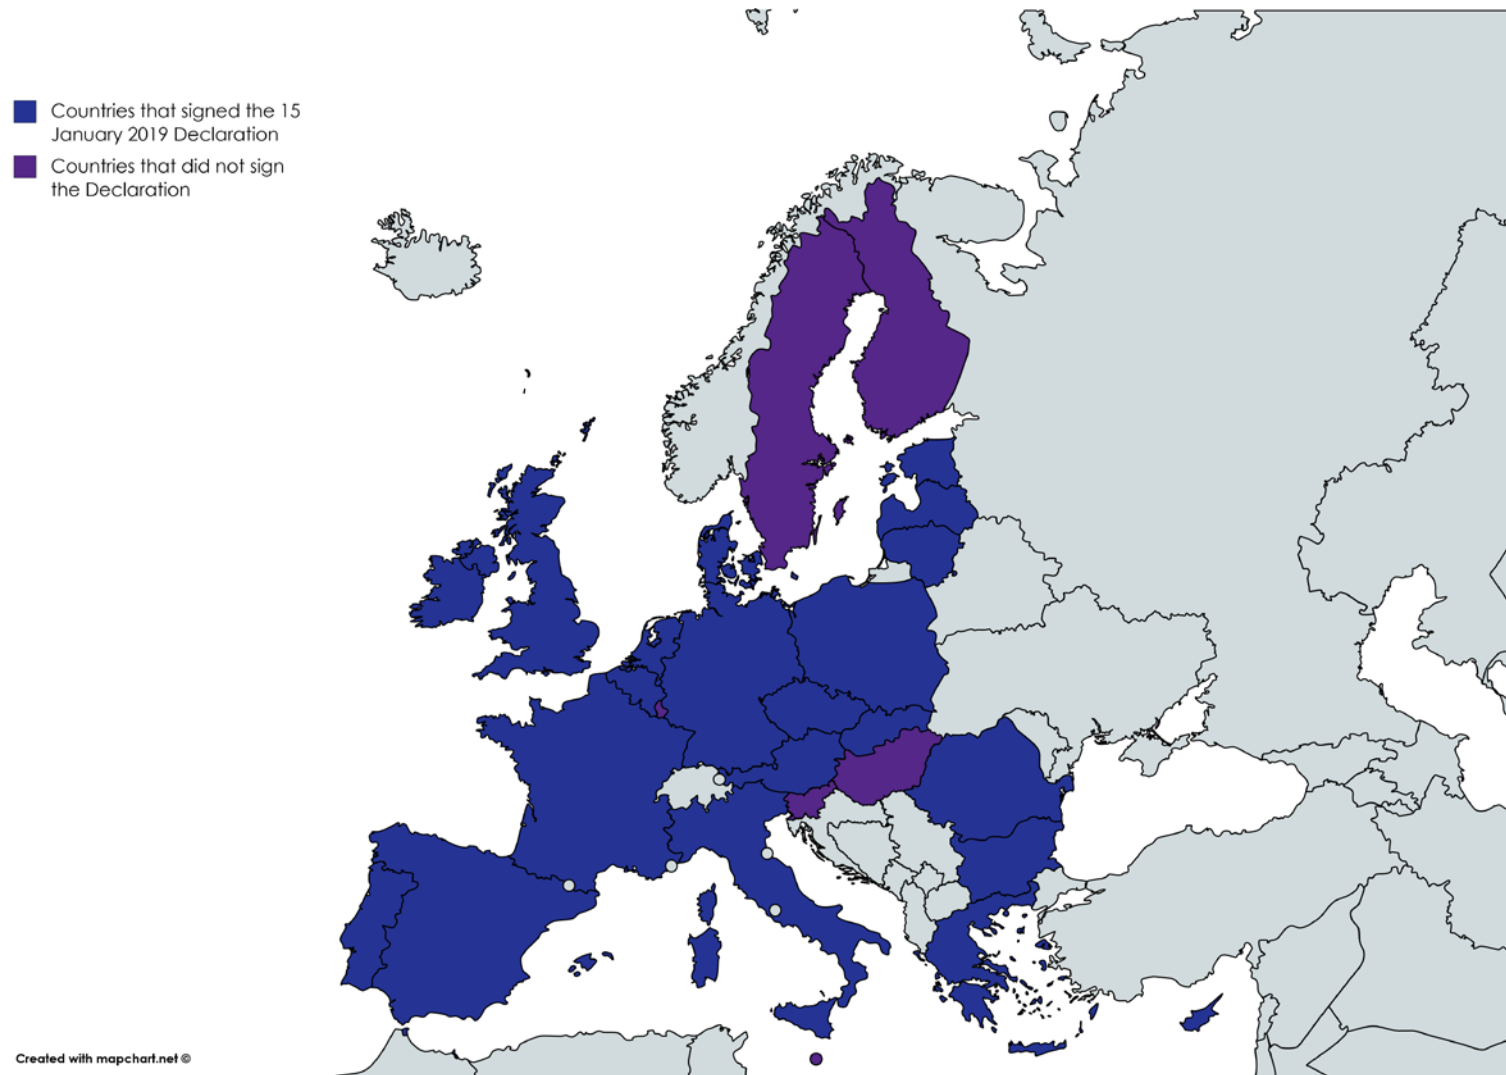 Countries that signed the 15
January 2019 Declaration
Countries that did not sign
the Declaration
Created with mapchart.net ©